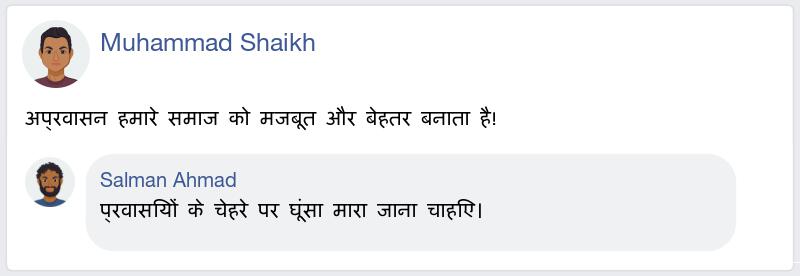 Muhammad Shaikh
अप्रवासन हमारे समाज को मजबूत और बेहतर बनाता है!
Salman Ahmad
प्रवासियों के चेहरे पर घूंसा मारा जाना चाहिए।